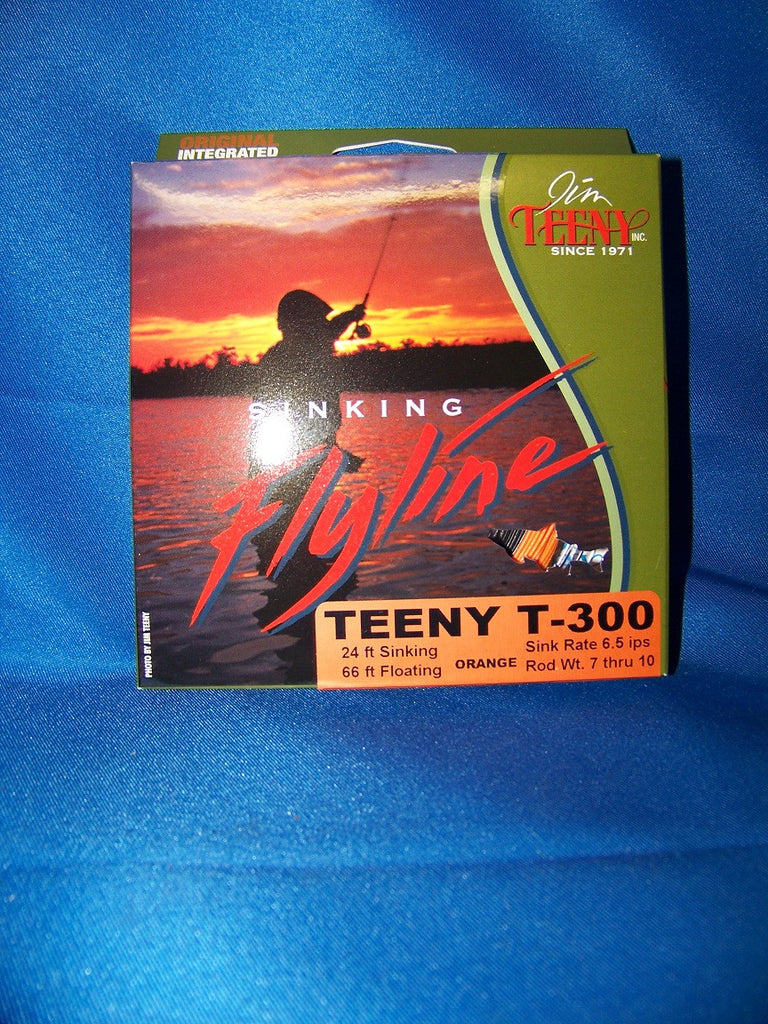 ORIGINAL
INTEGRATED
Jim
TEENY INC.
SINCE 1971
SINKING
Flyline
PHOTO BY JIM TEENY
TEENY T-300
24 ft Sinking
66 ft Floating
ORANGE
Sink Rate 6.5 ips
Rod Wt. 7 thru 10